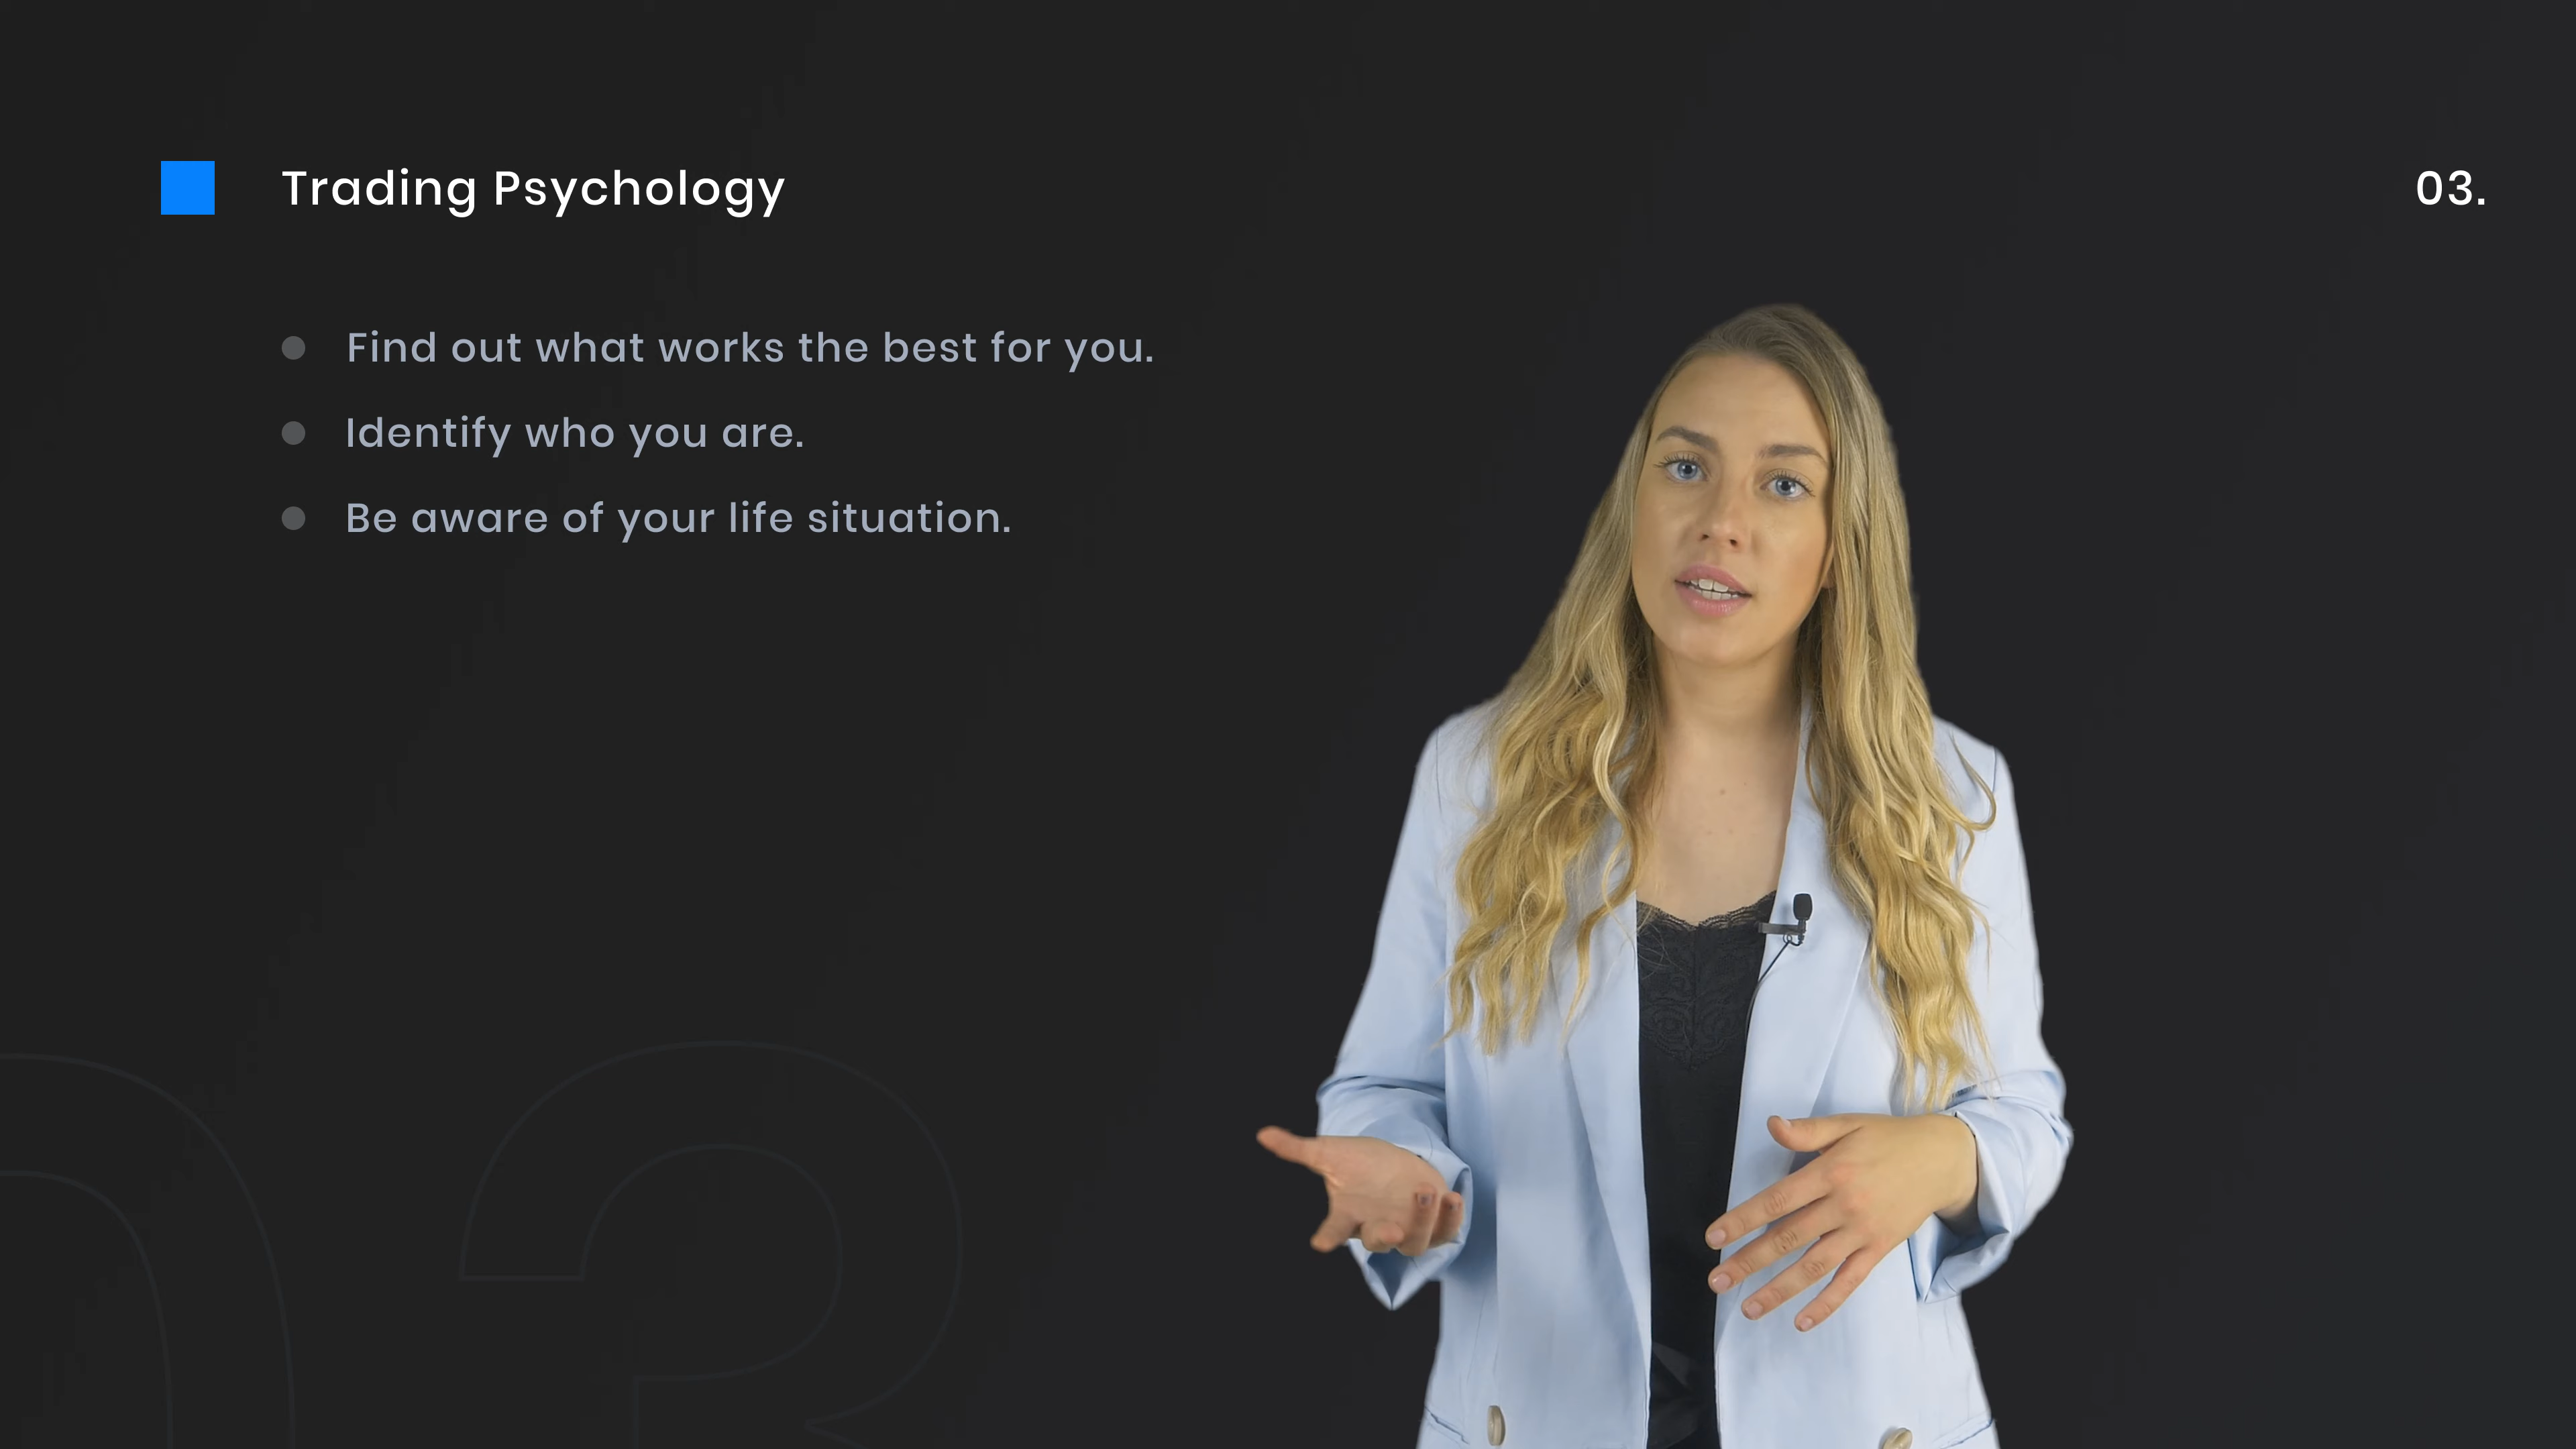 Trading Psychology
03.
Find out what works the best for you.
Identify who you are.
Be aware of your life situation.
03